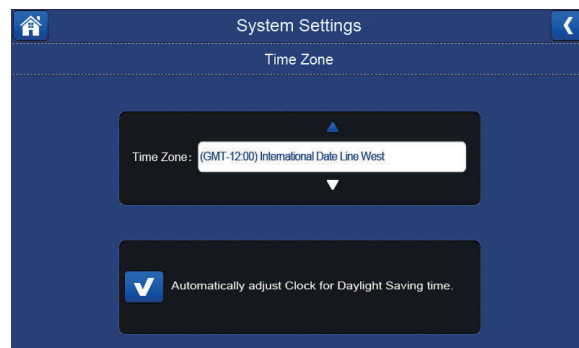 System Settings
Time Zone
Time Zone: (GMT-12:00) International Date Line West
Automatically adjust Clock for Daylight Saving time.